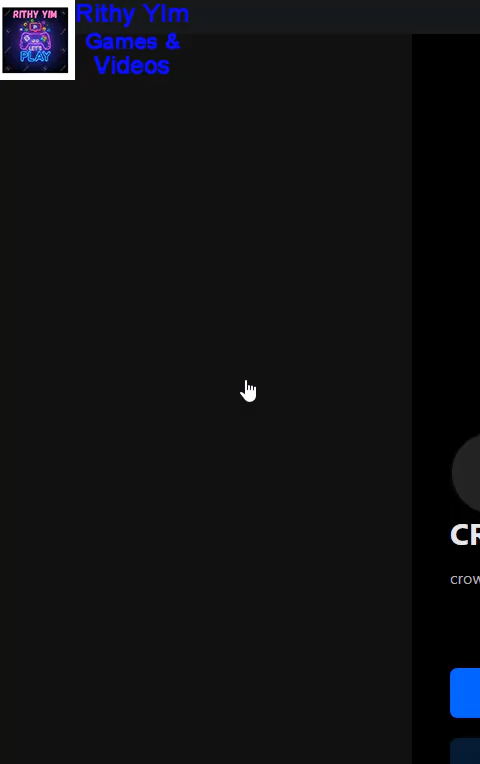 RITHY YIM
LET'S
PLAY
Rithy Yim
Games &
Videos
CR
crow